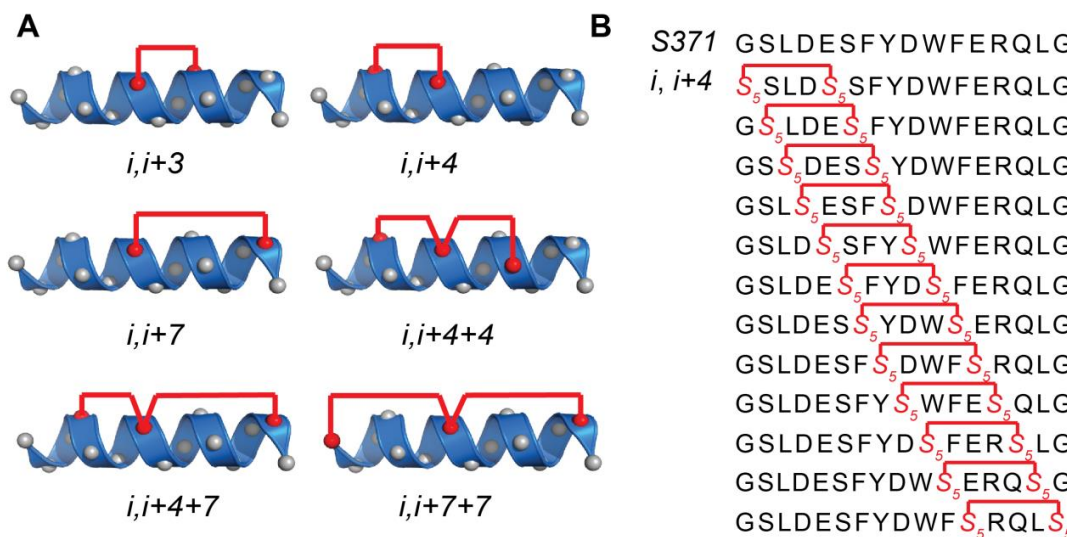 A
i,i+3
i,i+4
i,i+7
i,i+4+4
i,i+4+7
i,i+7+7
B
S371 GSLDESFYDWFERQLG
i, i+4 S₅SLDS₅SFYDWFERQLG
GS₅LDES₅FYDWFERQLG
GSS₅DESS₅YDWFERQLG
GSLS₅ESFS₅DWFERQLG
GSLDS₅SFYS₅WFERQLG
GSLDES₅FYDS₅FERQLG
GSLDESS₅YDWS₅ERQLG
GSLDESFS₅DWFS₅RQLG
GSLDESFYS₅WFES₅QLG
GSLDESFYDS₅FERS₅LG
GSLDESFYDWS₅ERQS₅G
GSLDESFYDWFS₅RQLS₅